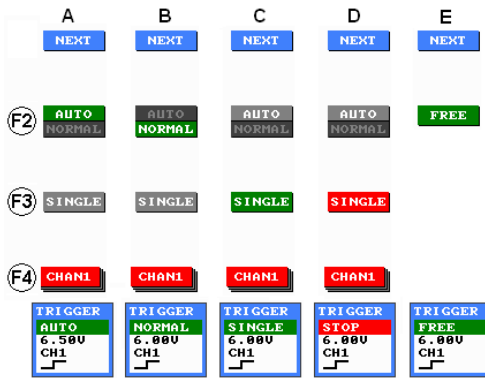 A B C D E
NEXT NEXT NEXT NEXT NEXT
F2 AUTO AUTO AUTO AUTO FREE
NORMAL NORMAL NORMAL NORMAL
F3 SINGLE SINGLE SINGLE SINGLE
F4 CHAN1 CHAN1 CHAN1 CHAN1
TRIGGER TRIGGER TRIGGER TRIGGER TRIGGER
AUTO NORMAL SINGLE STOP FREE
6.50V 6.00V 6.00V 6.00V 6.00V
CH1 CH1 CH1 CH1 CH1